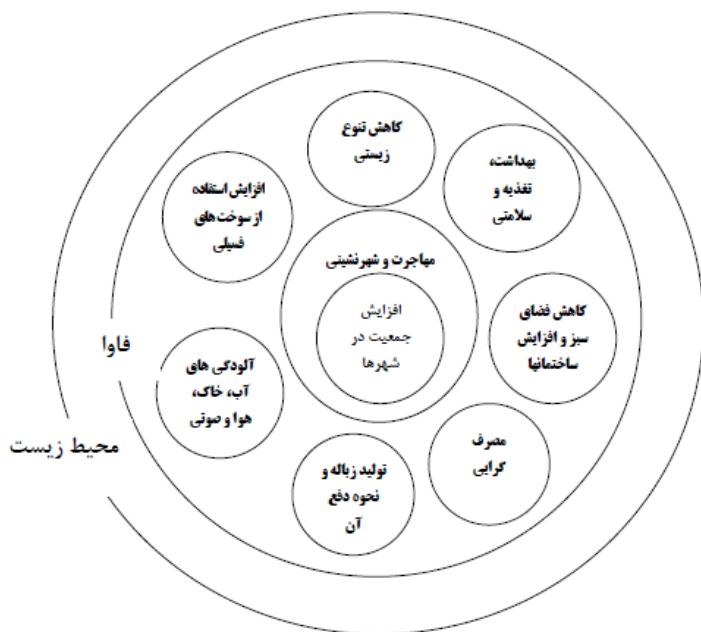 کاهش تنوع
زیستی
بهداشت،
تغذیه و
سلامتی
افزایش استفاده
از سوخت‌های
فسیلی
مهاجرت و شهرنشینی
افزایش
جمعیت در
شهرها
کاهش فضای
سبز و افزایش
ساختمانها
فاوا
آلودگی های
آب، خاک،
هوا و صوتی
محیط زیست
مصرف
گرایی
تولید زباله و
نحوه دفع
آن